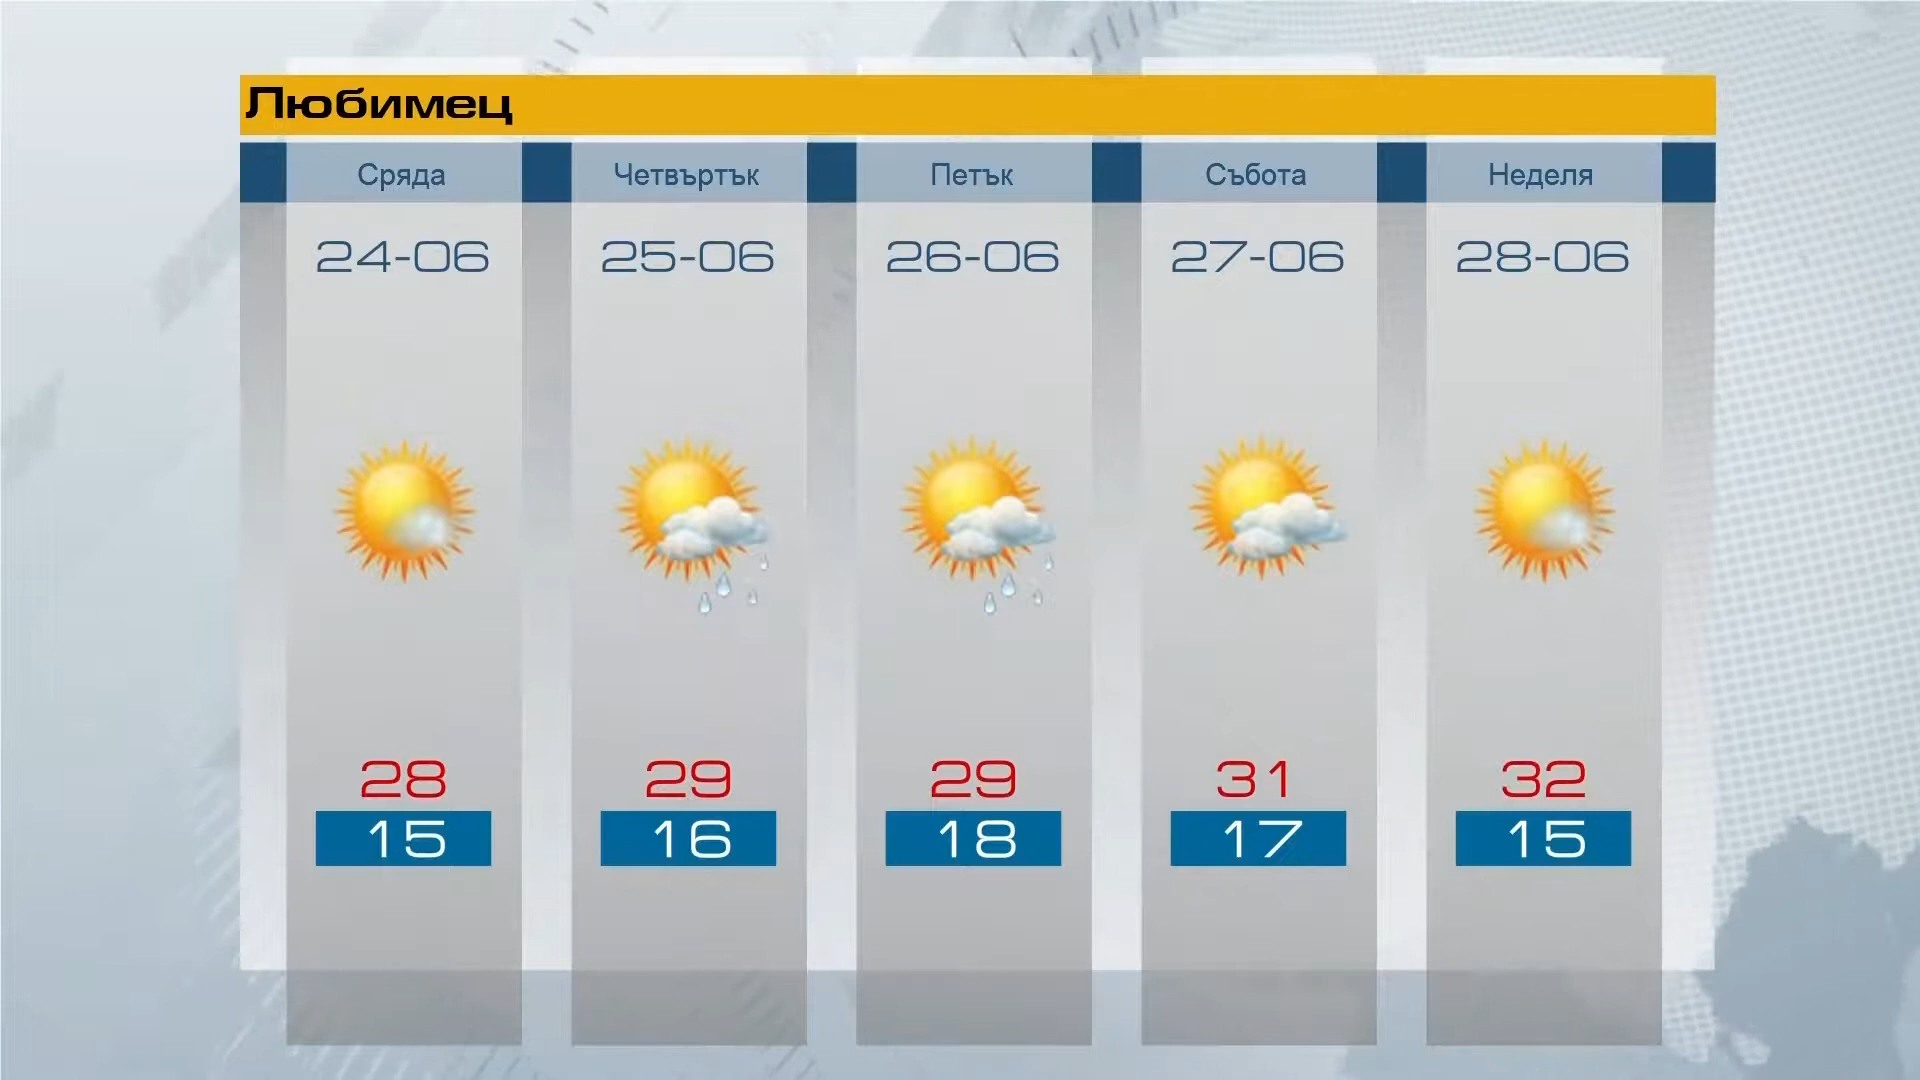 Любимец
Сряда Четвъртък Петък Събота Неделя
24-06 25-06 26-06 27-06 28-06
28 29 29 31 32
15 16 18 17 15